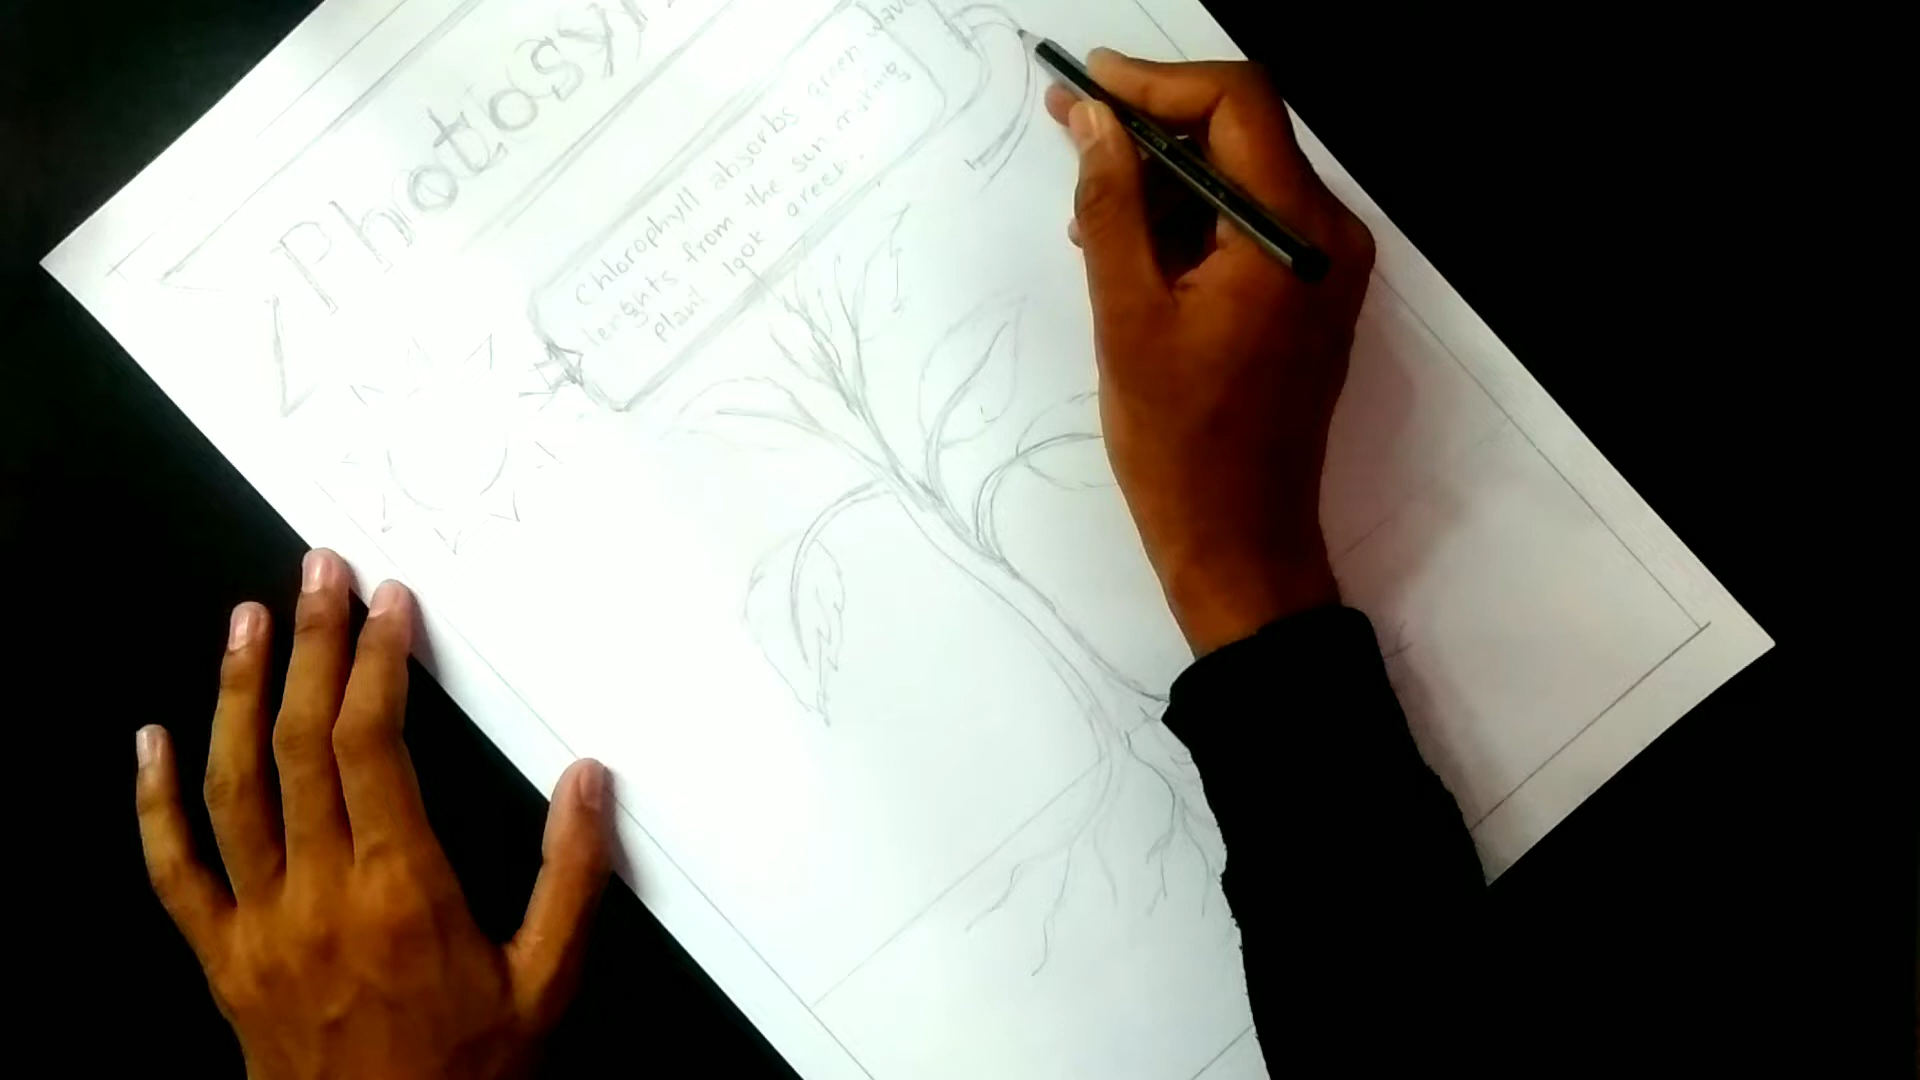 Photosy
Chlorophyll absorbs green wave
lenghts from the sun making
plant look green.